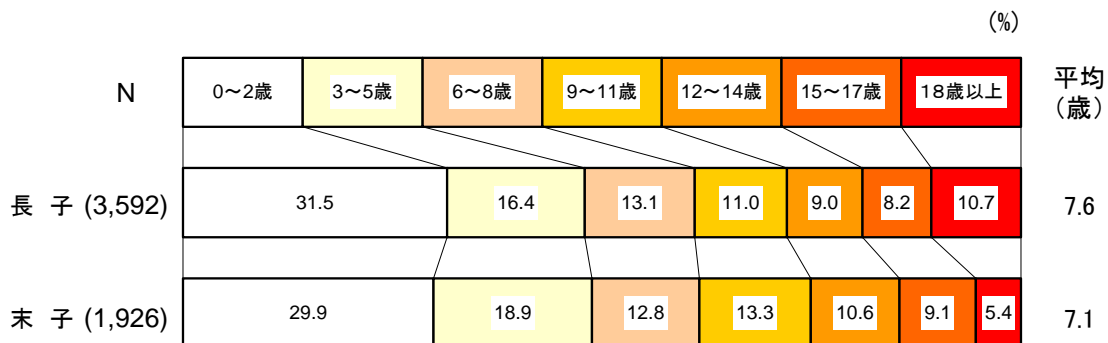 (%)
N 0～2歳 3～5歳 6～8歳 9～11歳 12～14歳 15～17歳 18歳以上 平均
（歳）
長 子 (3,592) 31.5 16.4 13.1 11.0 9.0 8.2 10.7 7.6
末 子 (1,926) 29.9 18.9 12.8 13.3 10.6 9.1 5.4 7.1